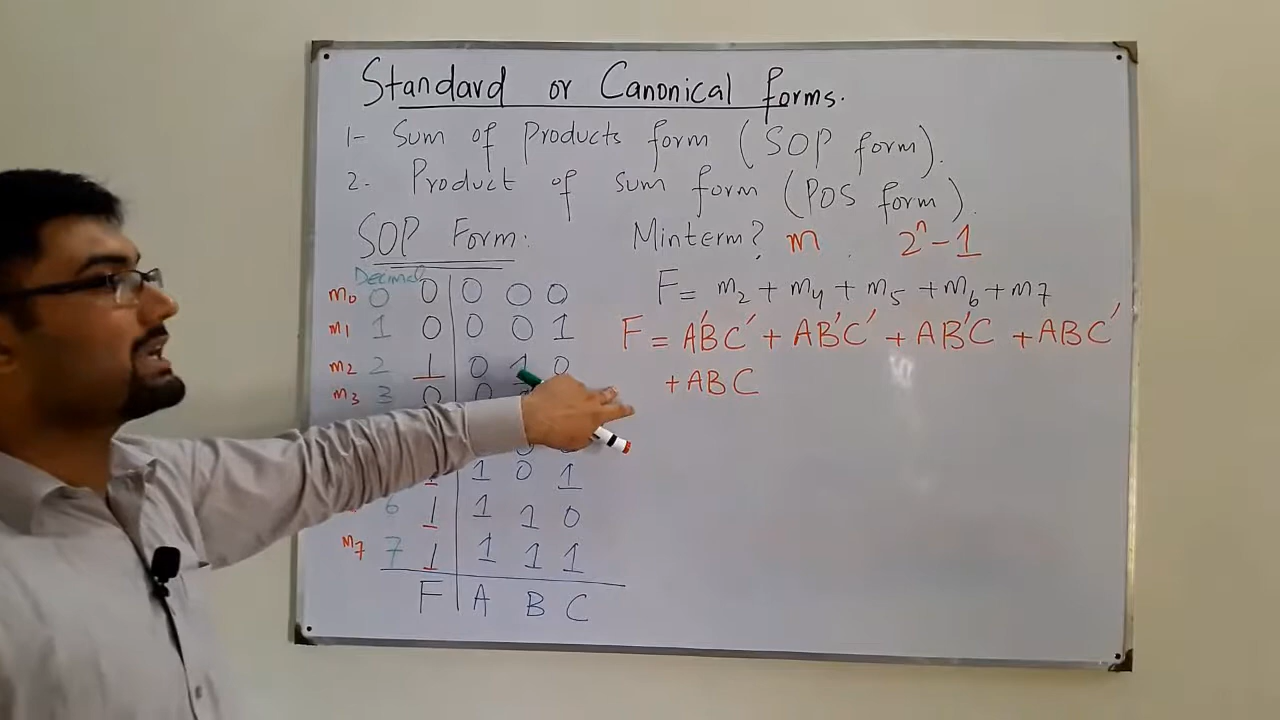 Standard or Canonical forms.
1- Sum of Products form (SOP form).
2- Product of sum form (POS form).
SOP Form:
Minterm? m . 2ⁿ-1
F = m₂ + m₄ + m₅ + m₆ + m₇
F = A'BC' + AB'C' + AB'C + ABC'
+ ABC
Decimal
m₀ 0 0 0 0 0
m₁ 1 0 0 0 1
m₂ 2 1 0 1 0
m₃ 3 0 0
1 0 1
6 1 1 1 0
m₇ 7 1 1 1 1
F A B C